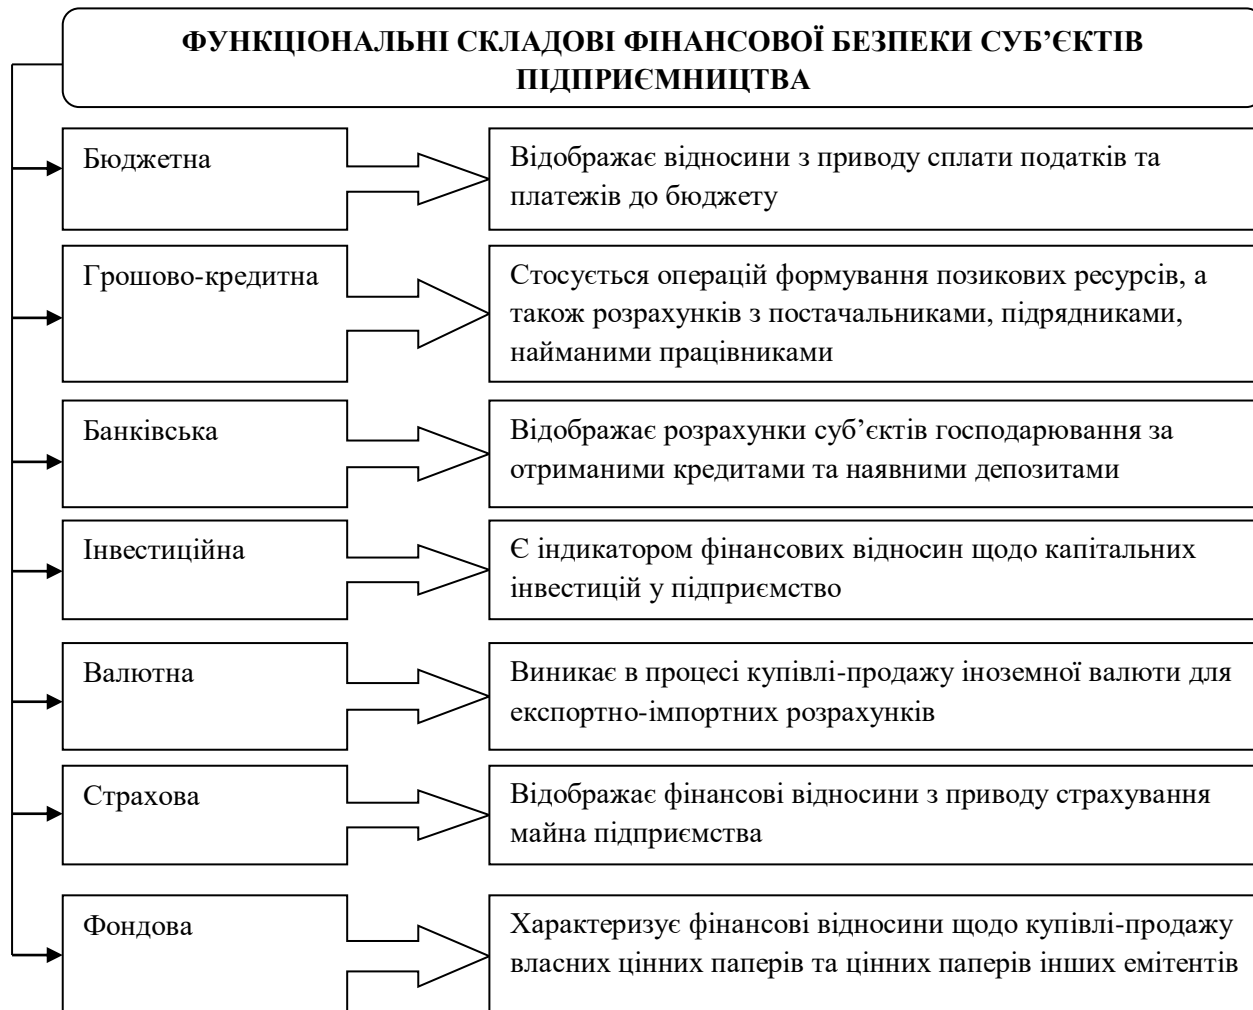 ФУНКЦІОНАЛЬНІ СКЛАДОВІ ФІНАНСОВОЇ БЕЗПЕКИ СУБ’ЄКТІВ
ПІДПРИЄМНИЦТВА
Бюджетна
Відображає відносини з приводу сплати податків та
платежів до бюджету
Грошово-кредитна
Стосується операцій формування позикових ресурсів, а
також розрахунків з постачальниками, підрядниками,
найманими працівниками
Банківська
Відображає розрахунки суб’єктів господарювання за
отриманими кредитами та наявними депозитами
Інвестиційна
Є індикатором фінансових відносин щодо капітальних
інвестицій у підприємство
Валютна
Виникає в процесі купівлі-продажу іноземної валюти для
експортно-імпортних розрахунків
Страхова
Відображає фінансові відносини з приводу страхування
майна підприємства
Фондова
Характеризує фінансові відносини щодо купівлі-продажу
власних цінних паперів та цінних паперів інших емітентів